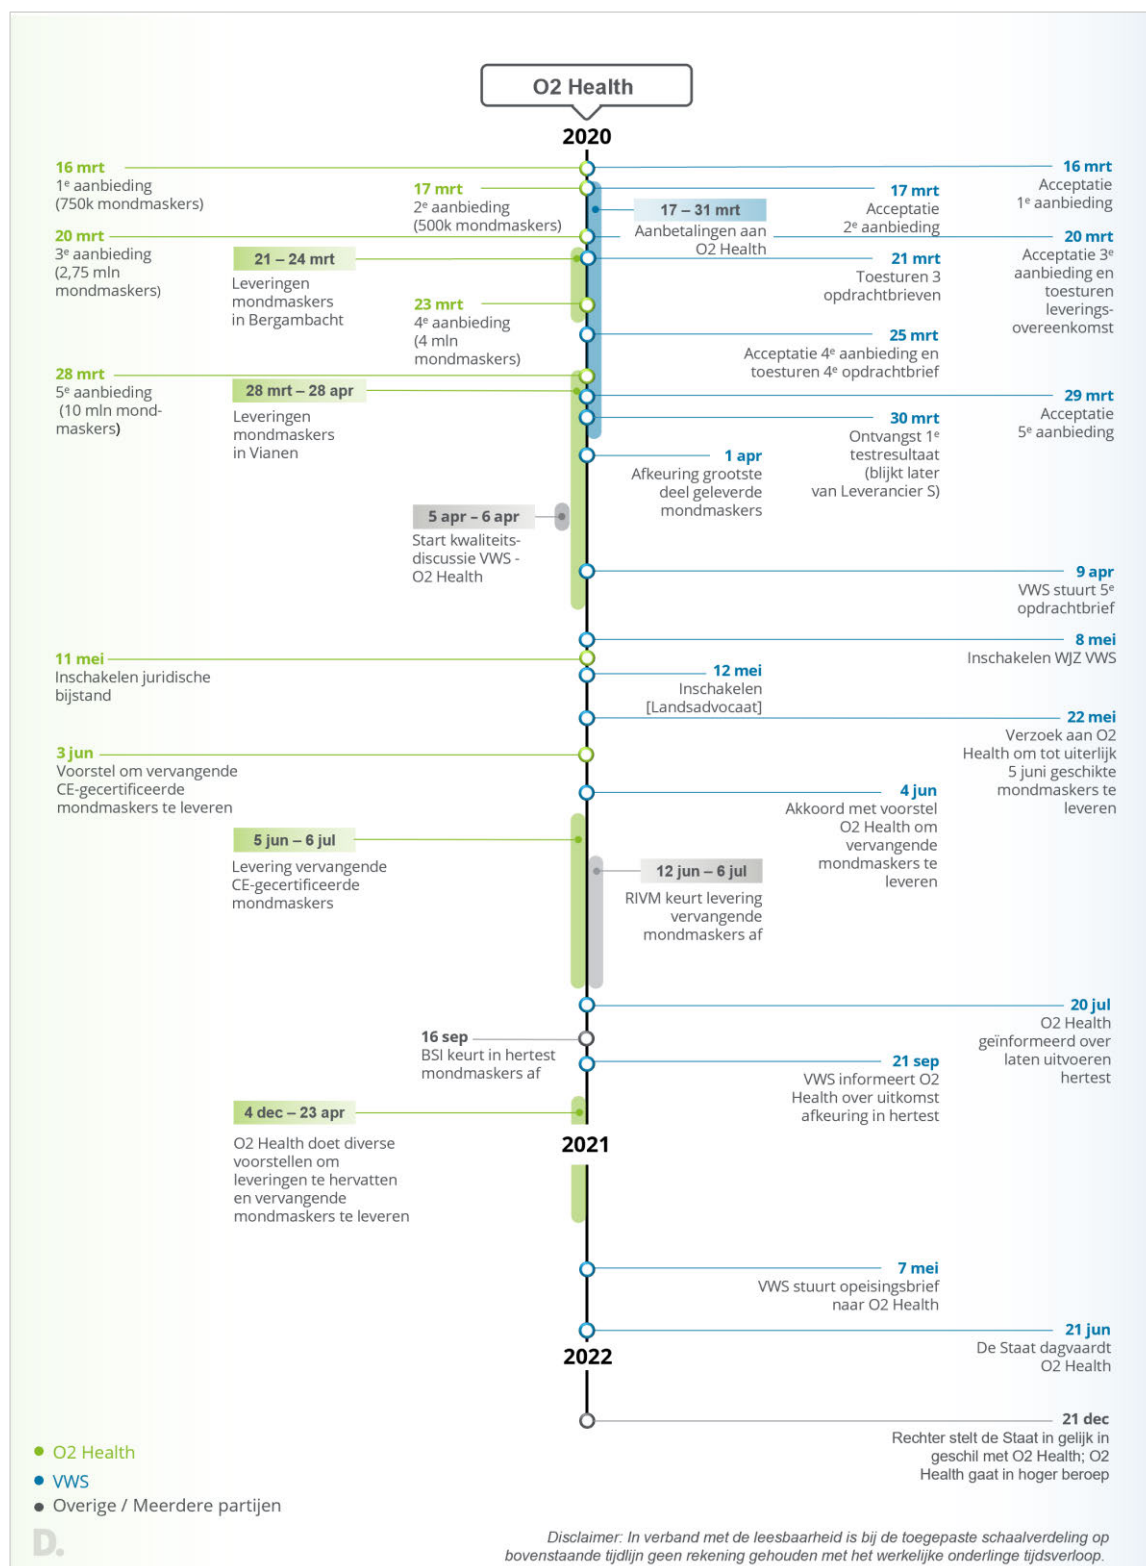 O2 Health
2020
16 mrt
1e aanbieding
(750k mondmaskers)
16 mrt
Acceptatie
1e aanbieding
17 mrt
2e aanbieding
(500k mondmaskers)
17 – 31 mrt
Aanbetalingen aan
O2 Health
17 mrt
Acceptatie
2e aanbieding
20 mrt
3e aanbieding
(2,75 mln
mondmaskers)
20 mrt
Acceptatie 3e
aanbieding en
toesturen
leverings-
overeenkomst
21 – 24 mrt
Leveringen
mondmaskers
in Bergambacht
21 mrt
Toesturen 3
opdrachtbrieven
23 mrt
4e aanbieding
(4 mln
mondmaskers)
25 mrt
Acceptatie 4e aanbieding en
toesturen 4e opdrachtbrief
28 mrt
5e aanbieding
(10 mln mond-
maskers)
28 mrt – 28 apr
Leveringen
mondmaskers
in Vianen
29 mrt
Acceptatie
5e aanbieding
30 mrt
Ontvangst 1e
testresultaat
(blijkt later
van Leverancier S)
1 apr
Afkeuring grootste
deel geleverde
mondmaskers
5 apr – 6 apr
Start kwaliteits-
discussie VWS -
O2 Health
9 apr
VWS stuurt 5e
opdrachtbrief
8 mei
Inschakelen WJZ VWS
11 mei
Inschakelen juridische
bijstand
12 mei
Inschakelen
[Landsadvocaat]
22 mei
Verzoek aan O2
Health om tot uiterlijk
5 juni geschikte
mondmaskers te
leveren
3 jun
Voorstel om vervangende
CE-gecertificeerde
mondmaskers te leveren
4 jun
Akkoord met voorstel
O2 Health om
vervangende
mondmaskers te
leveren
5 jun – 6 jul
Levering vervangende
CE-gecertificeerde
mondmaskers
12 jun – 6 jul
RIVM keurt levering
vervangende
mondmaskers af
20 jul
O2 Health
geïnformeerd over
laten uitvoeren
hertest
16 sep
BSI keurt in hertest
mondmaskers af
21 sep
VWS informeert O2
Health over uitkomst
afkeuring in hertest
4 dec – 23 apr
O2 Health doet diverse
voorstellen om
leveringen te hervatten
en vervangende
mondmaskers te leveren
2021
7 mei
VWS stuurt opeisingsbrief
naar O2 Health
21 jun
De Staat dagvaardt
O2 Health
2022
21 dec
Rechter stelt de Staat in gelijk in
geschil met O2 Health; O2
Health gaat in hoger beroep
O2 Health
VWS
Overige / Meerdere partijen
D.
Disclaimer: In verband met de leesbaarheid is bij de toegepaste schaalverdeling op
bovenstaande tijdlijn geen rekening gehouden met het werkelijke onderlinge tijdsverloop.